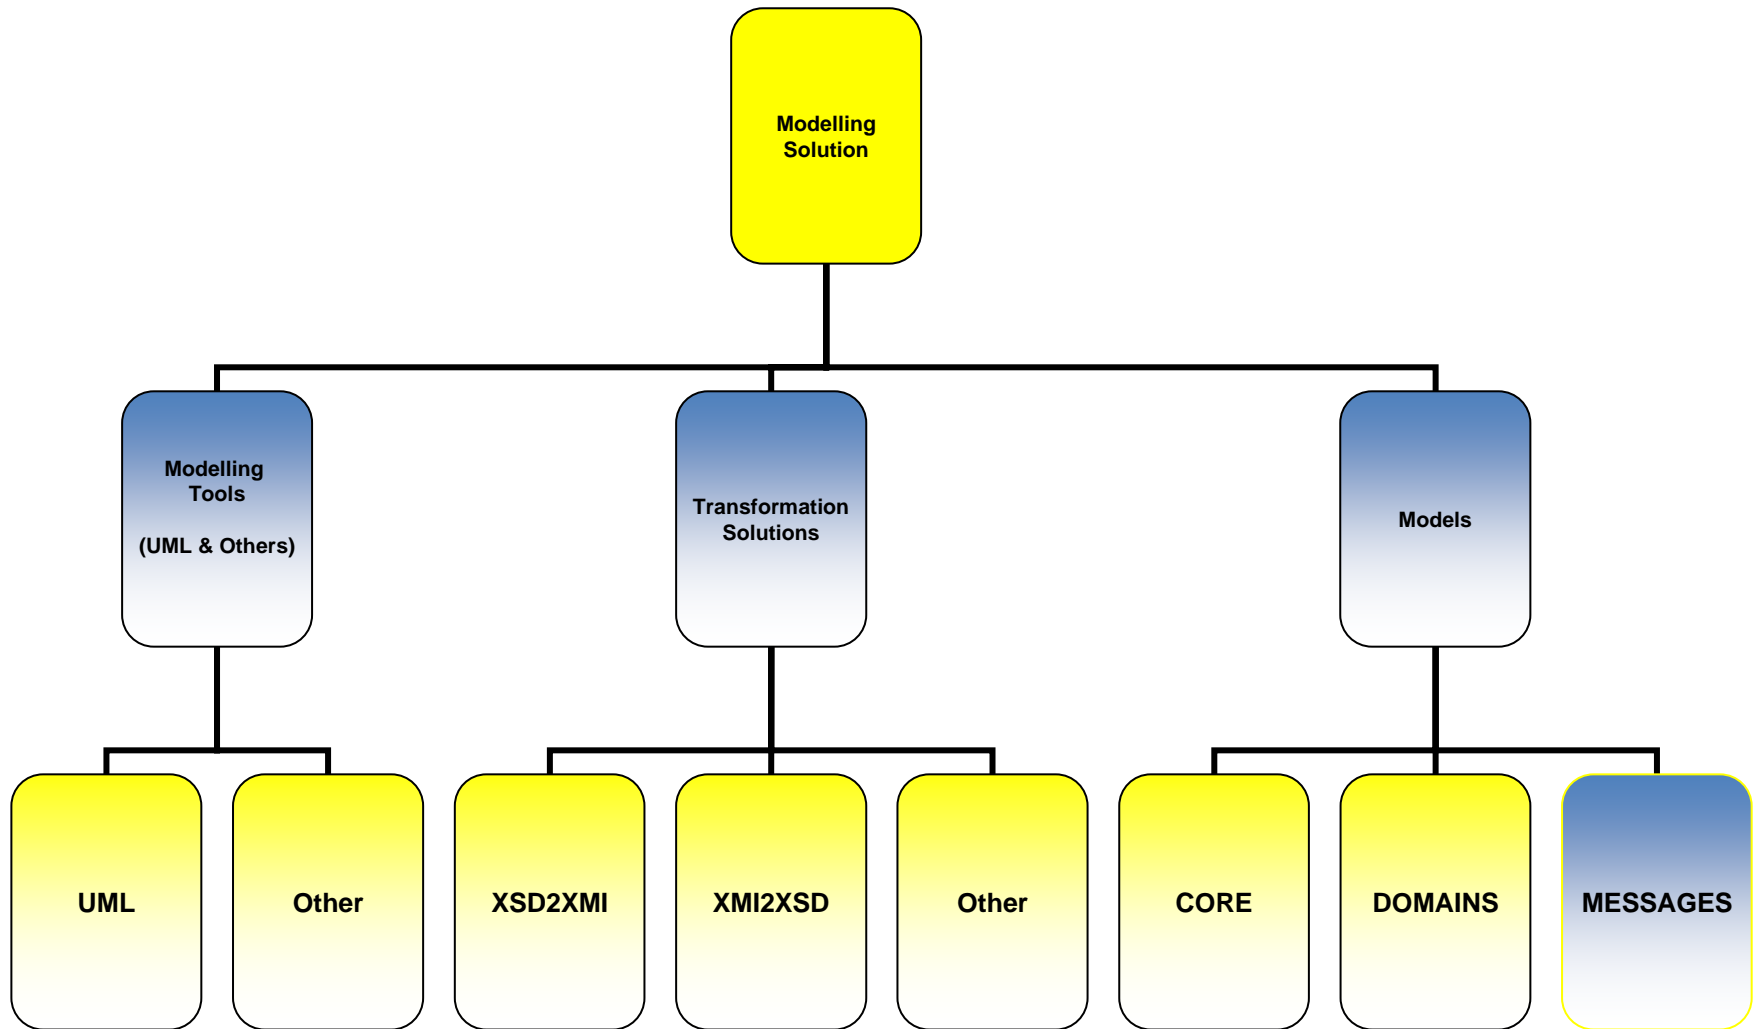 Modelling
Solution
Modelling
Tools
(UML & Others)
Transformation
Solutions
Models
UML
Other
XSD2XMI
XMI2XSD
Other
CORE
DOMAINS
MESSAGES